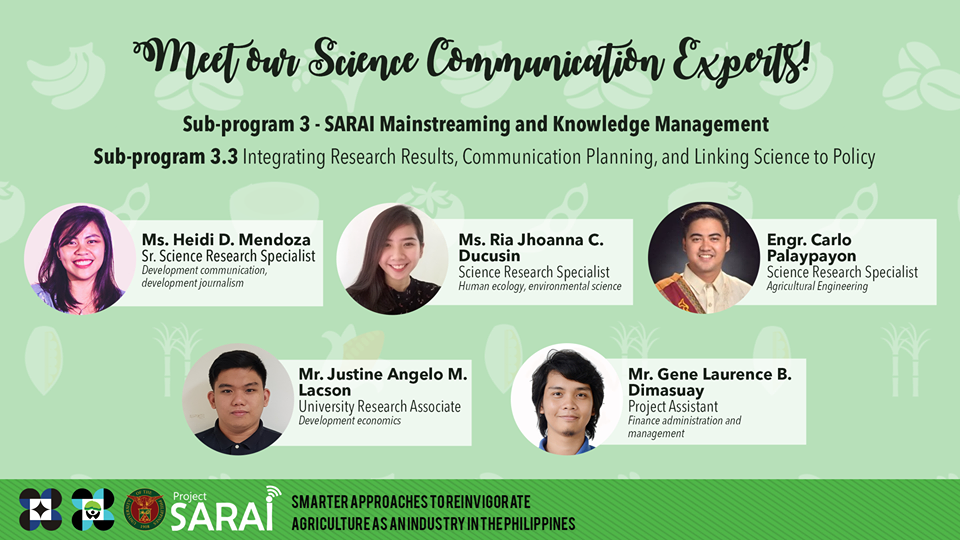 Meet our Science Communication Experts!
Sub-program 3 - SARAI Mainstreaming and Knowledge Management
Sub-program 3.3 Integrating Research Results, Communication Planning, and Linking Science to Policy
Ms. Heidi D. Mendoza
Sr. Science Research Specialist
Development communication,
development journalism
Ms. Ria Jhoanna C.
Ducusin
Science Research Specialist
Human ecology, environmental science
Engr. Carlo
Palaypayon
Science Research Specialist
Agricultural Engineering
Mr. Justine Angelo M.
Lacson
University Research Associate
Development economics
Mr. Gene Laurence B.
Dimasuay
Project Assistant
Finance administration and
management
Project
SARAI
SMARTER APPROACHES TO REINVIGORATE
AGRICULTURE AS AN INDUSTRY IN THE PHILIPPINES